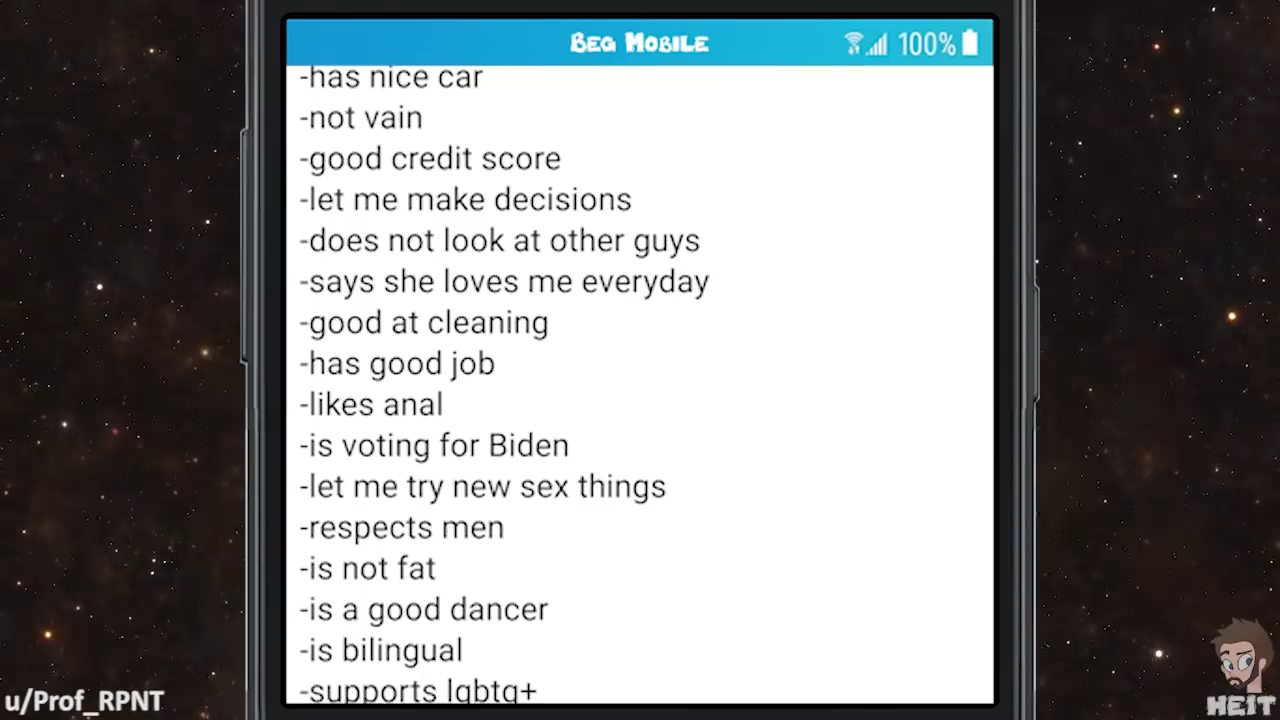 Beg Mobile
100%
-has nice car
-not vain
-good credit score
-let me make decisions
-does not look at other guys
-says she loves me everyday
-good at cleaning
-has good job
-likes anal
-is voting for Biden
-let me try new sex things
-respects men
-is not fat
-is a good dancer
-is bilingual
-supports lgbtq+
u/Prof_RPNT
HEIT